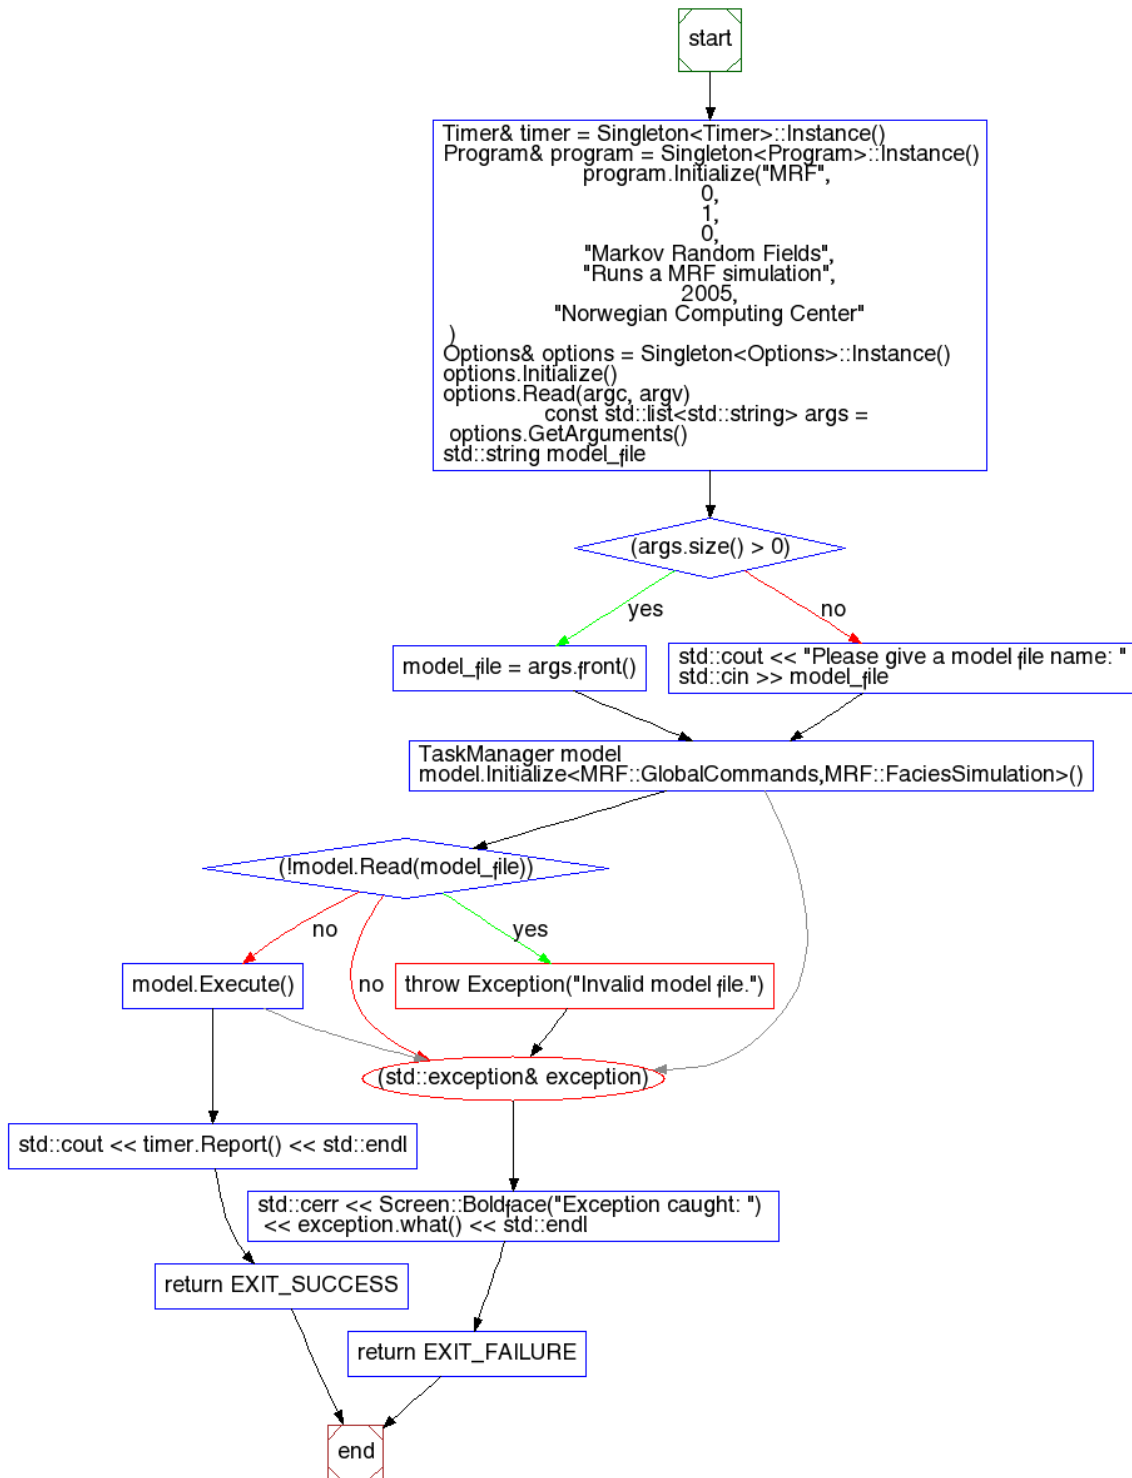 start
Timer& timer = Singleton<Timer>::Instance()
Program& program = Singleton<Program>::Instance()
program.Initialize("MRF",
0,
1,
0,
"Markov Random Fields",
"Runs a MRF simulation",
2005,
"Norwegian Computing Center"
)
Options& options = Singleton<Options>::Instance()
options.Initialize()
options.Read(argc, argv)
const std::list<std::string> args =
options.GetArguments()
std::string model_file
(args.size() > 0)
yes
no
model_file = args.front()
std::cout << "Please give a model file name: "
std::cin >> model_file
TaskManager model
model.Initialize<MRF::GlobalCommands,MRF::FaciesSimulation>()
(!model.Read(model_file))
no
yes
model.Execute()
no
throw Exception("Invalid model file.")
(std::exception& exception)
std::cout << timer.Report() << std::endl
std::cerr << Screen::Boldface("Exception caught: ")
<< exception.what() << std::endl
return EXIT_SUCCESS
return EXIT_FAILURE
end